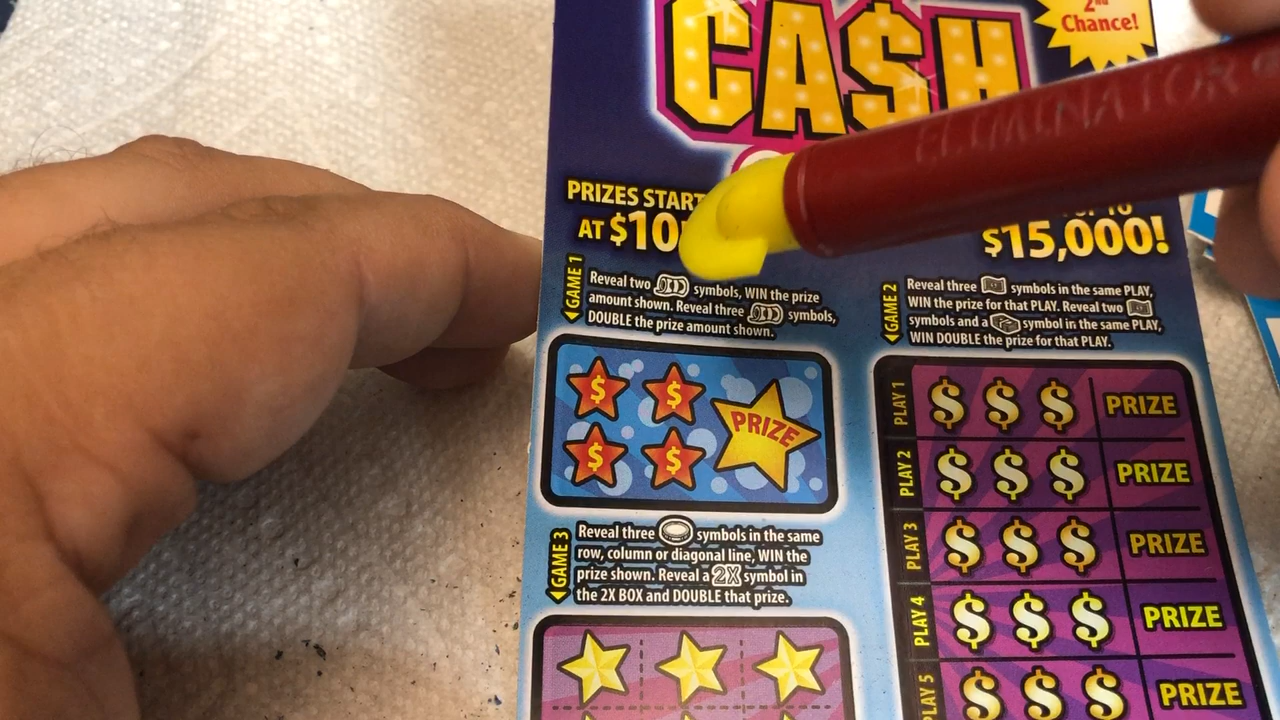 2nd
Chance!
CA$H
ELIMINATOR
PRIZES START
AT $10
TO
$15,000!
GAME 1
Reveal two symbols, WIN the prize
amount shown. Reveal three symbols,
DOUBLE the prize amount shown.
$ $
PRIZE
$ $
GAME 2
Reveal three symbols in the same PLAY,
WIN the prize for that PLAY. Reveal two
symbols and a symbol in the same PLAY,
WIN DOUBLE the prize for that PLAY.
PLAY 1 $ $ $ PRIZE
PLAY 2 $ $ $ PRIZE
PLAY 3 $ $ $ PRIZE
PLAY 4 $ $ $ PRIZE
PLAY 5 $ $ $ PRIZE
GAME 3
Reveal three symbols in the same
row, column or diagonal line, WIN the
prize shown. Reveal a 2X symbol in
the 2X BOX and DOUBLE that prize.